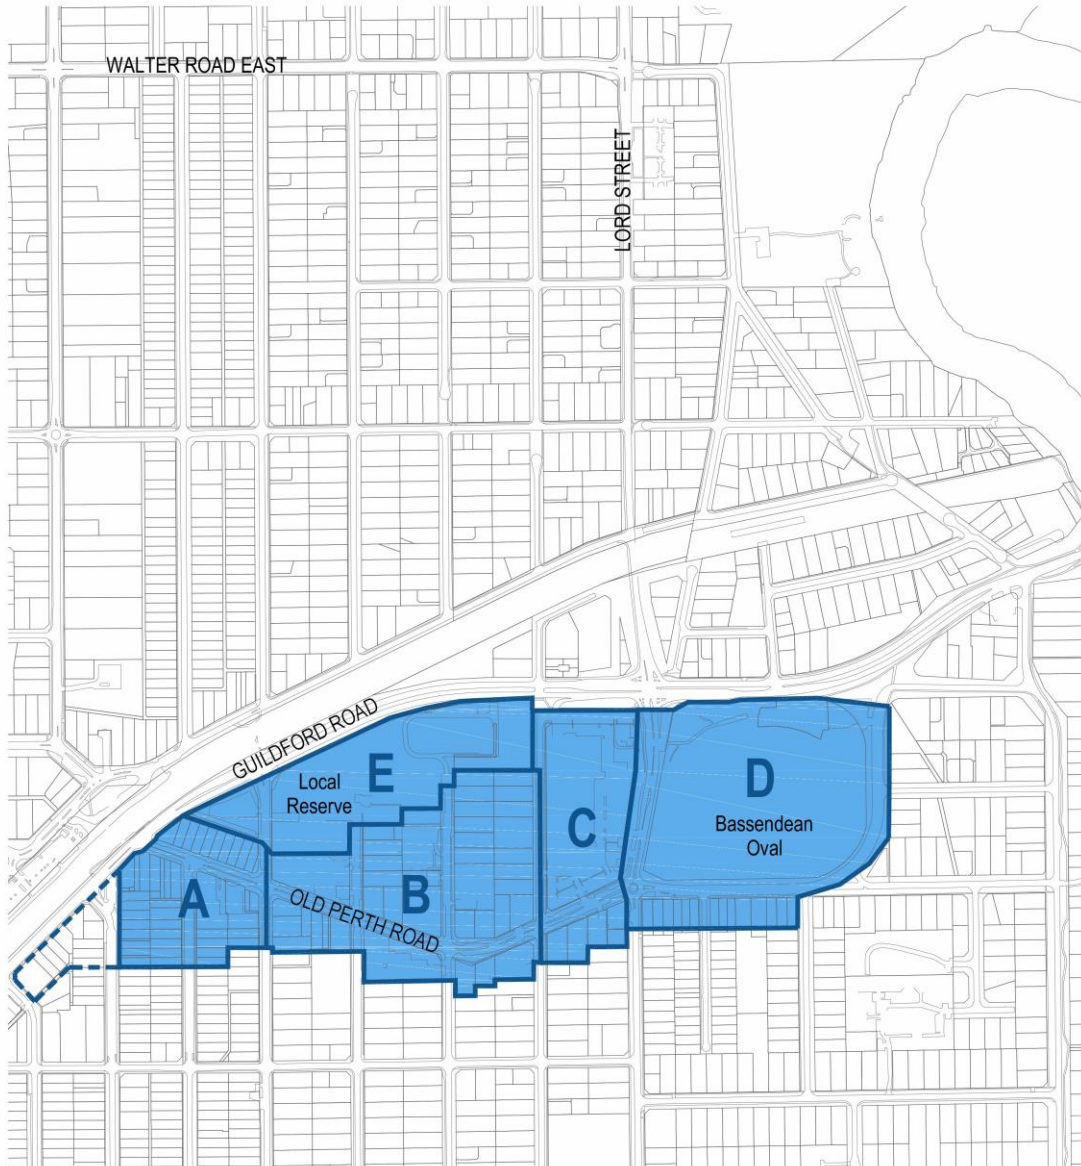 WALTER ROAD EAST
LORD STREET
GUILDFORD ROAD
E
Local
Reserve
D
Bassendean
Oval
C
A
B
OLD PERTH ROAD